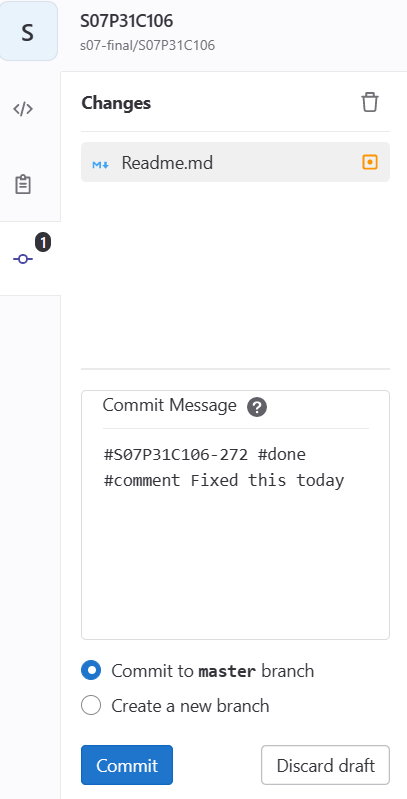 S
S07P31C106
s07-final/S07P31C106
Changes
Readme.md
1
Commit Message
#S07P31C106-272 #done
#comment Fixed this today
Commit to master branch
Create a new branch
Commit
Discard draft